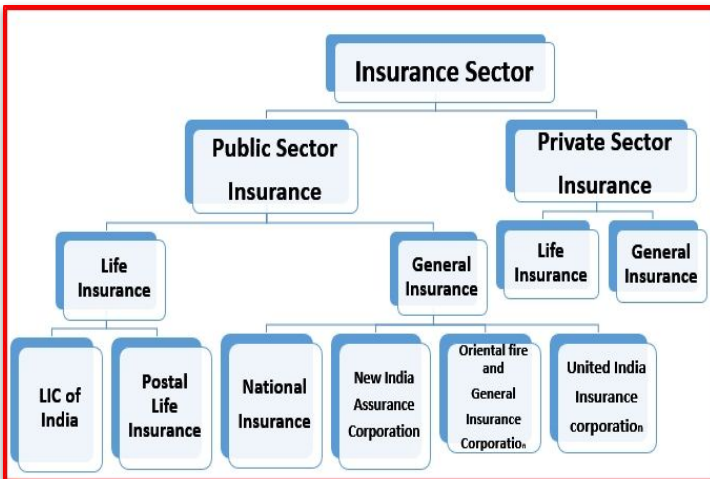 Insurance Sector
Public Sector
Insurance
Private Sector
Insurance
Life
Insurance
General
Insurance
Life
Insurance
General
Insurance
LIC of
India
Postal
Life
Insurance
National
Insurance
New India
Assurance
Corporation
Oriental fire
and
General
Insurance
Corporation
United India
Insurance
corporation